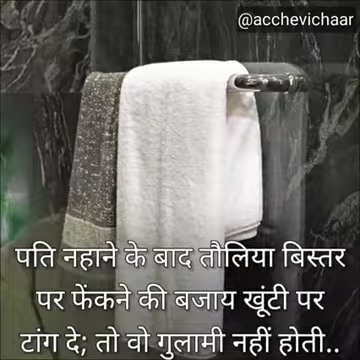 @acchevichaar
पति नहाने के बाद तौलिया बिस्तर
पर फेंकने की बजाय खूंटी पर
टांग दे; तो वो गुलामी नहीं होती..